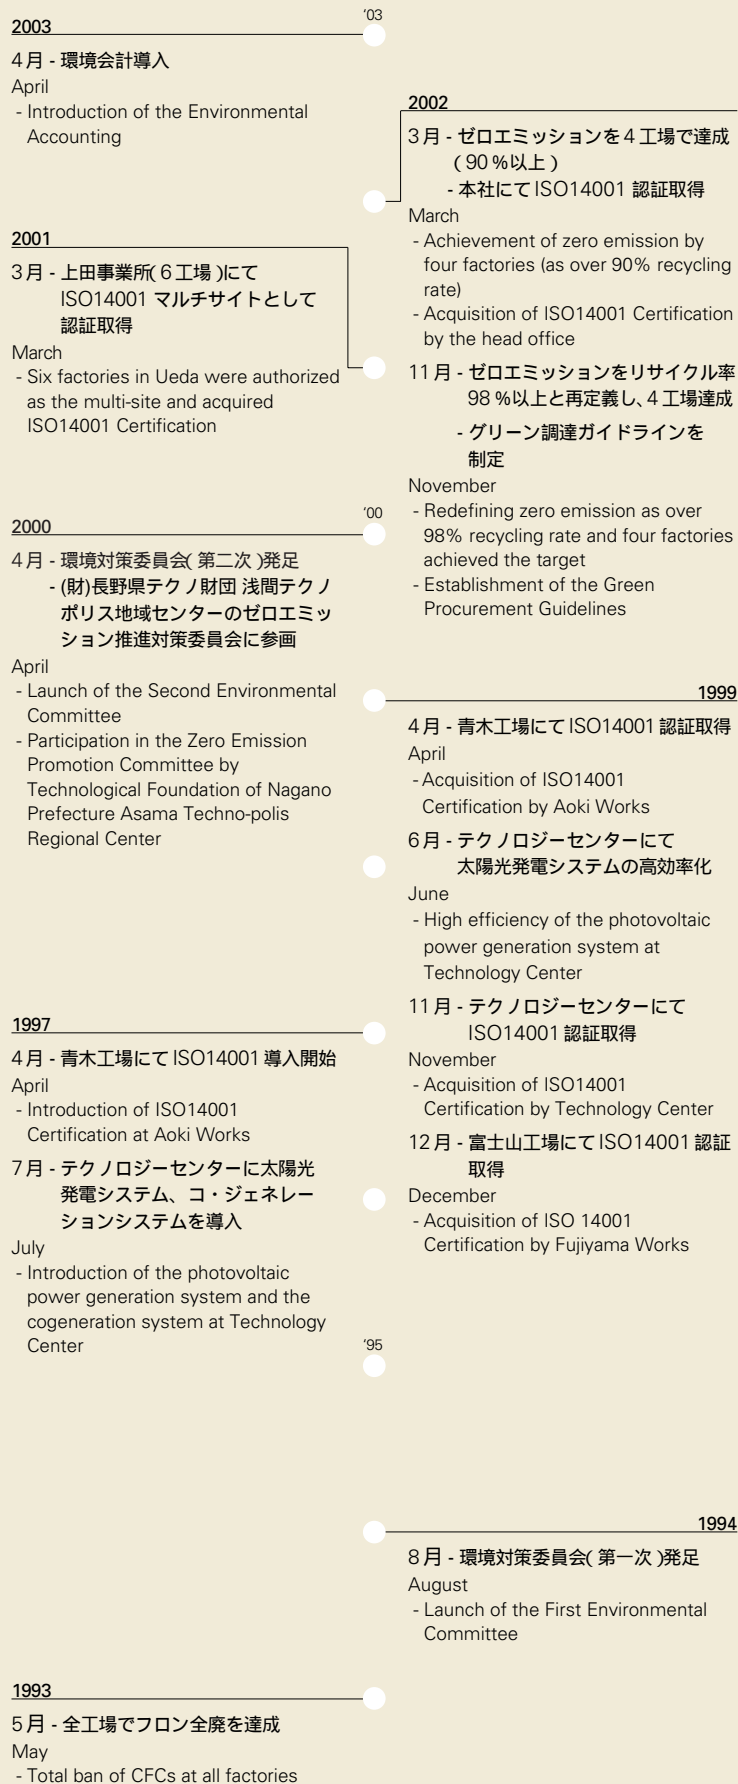 '03
2003
4月 - 環境会計導入
April
- Introduction of the Environmental
Accounting
2002
3月 - ゼロエミッションを4工場で達成
（90％以上）
- 本社にてISO14001 認証取得
March
- Achievement of zero emission by
four factories (as over 90% recycling
rate)
- Acquisition of ISO14001 Certification
by the head office
11月 - ゼロエミッションをリサイクル率
98％以上と再定義し、4工場達成
- グリーン調達ガイドラインを
制定
November
- Redefining zero emission as over
98% recycling rate and four factories
achieved the target
- Establishment of the Green
Procurement Guidelines
2001
3月 - 上田事業所(6工場)にて
ISO14001 マルチサイトとして
認証取得
March
- Six factories in Ueda were authorized
as the multi-site and acquired
ISO14001 Certification
'00
2000
4月 - 環境対策委員会(第二次)発足
- (財)長野県テクノ財団 浅間テクノ
ポリス地域センターのゼロエミッ
ション推進対策委員会に参画
April
- Launch of the Second Environmental
Committee
- Participation in the Zero Emission
Promotion Committee by
Technological Foundation of Nagano
Prefecture Asama Techno-polis
Regional Center
1999
4月 - 青木工場にてISO14001 認証取得
April
- Acquisition of ISO14001
Certification by Aoki Works
6月 - テクノロジーセンターにて
太陽光発電システムの高効率化
June
- High efficiency of the photovoltaic
power generation system at
Technology Center
11月 - テクノロジーセンターにて
ISO14001 認証取得
November
- Acquisition of ISO14001
Certification by Technology Center
12月 - 富士山工場にてISO14001 認証
取得
December
- Acquisition of ISO 14001
Certification by Fujiyama Works
1997
4月 - 青木工場にてISO14001 導入開始
April
- Introduction of ISO14001
Certification at Aoki Works
7月 - テクノロジーセンターに太陽光
発電システム、コ・ジェネレー
ションシステムを導入
July
- Introduction of the photovoltaic
power generation system and the
cogeneration system at Technology
Center
'95
1994
8月 - 環境対策委員会(第一次)発足
August
- Launch of the First Environmental
Committee
1993
5月 - 全工場でフロン全廃を達成
May
- Total ban of CFCs at all factories